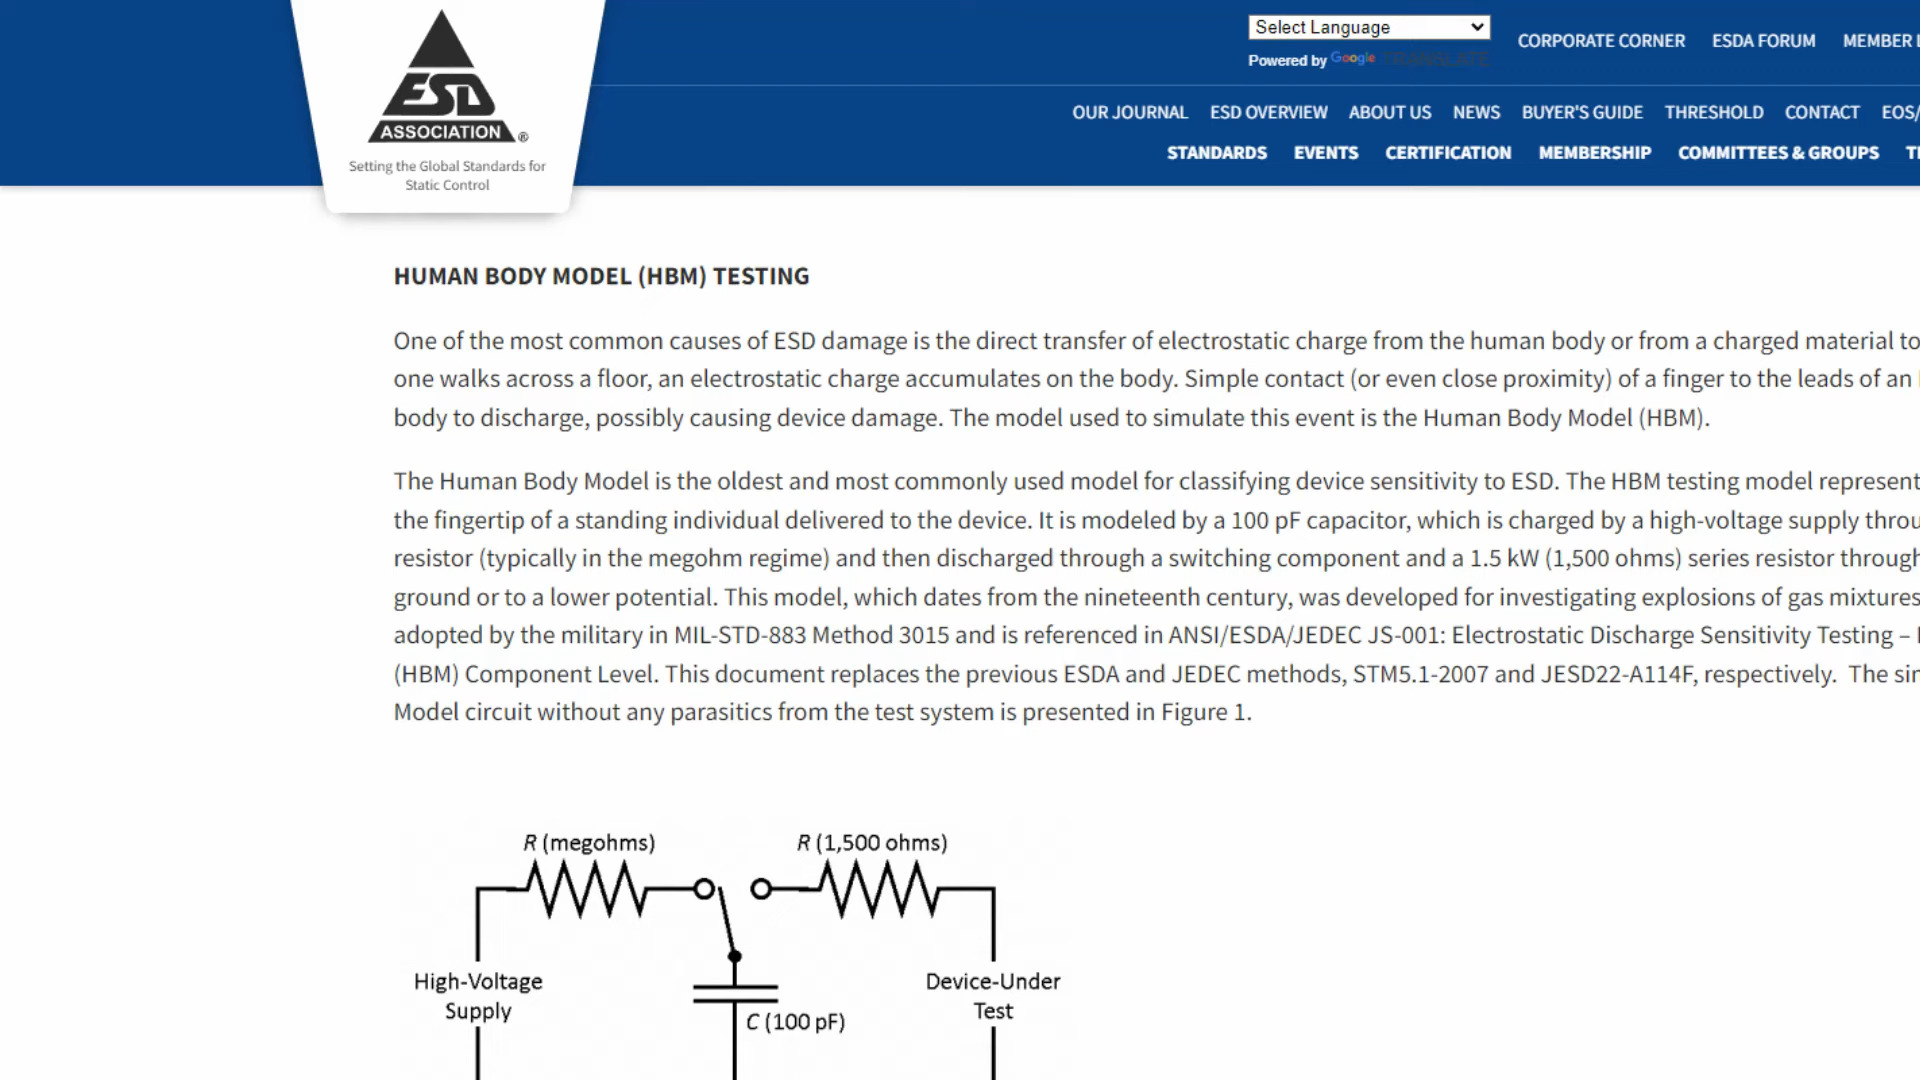 Select Language
CORPORATE CORNER ESDA FORUM MEMBER
Powered by Google TRANSLATE
ESD
ASSOCIATION ®
Setting the Global Standards for
Static Control
OUR JOURNAL ESD OVERVIEW ABOUT US NEWS BUYER'S GUIDE THRESHOLD CONTACT EOS/
STANDARDS EVENTS CERTIFICATION MEMBERSHIP COMMITTEES & GROUPS
HUMAN BODY MODEL (HBM) TESTING
One of the most common causes of ESD damage is the direct transfer of electrostatic charge from the human body or from a charged material to
one walks across a floor, an electrostatic charge accumulates on the body. Simple contact (or even close proximity) of a finger to the leads of an
body to discharge, possibly causing device damage. The model used to simulate this event is the Human Body Model (HBM).
The Human Body Model is the oldest and most commonly used model for classifying device sensitivity to ESD. The HBM testing model represent
the fingertip of a standing individual delivered to the device. It is modeled by a 100 pF capacitor, which is charged by a high-voltage supply throu
resistor (typically in the megohm regime) and then discharged through a switching component and a 1.5 kW (1,500 ohms) series resistor through
ground or to a lower potential. This model, which dates from the nineteenth century, was developed for investigating explosions of gas mixtures
adopted by the military in MIL-STD-883 Method 3015 and is referenced in ANSI/ESDA/JEDEC JS-001: Electrostatic Discharge Sensitivity Testing –
(HBM) Component Level. This document replaces the previous ESDA and JEDEC methods, STM5.1-2007 and JESD22-A114F, respectively. The sin
Model circuit without any parasitics from the test system is presented in Figure 1.
R (megohms) R (1,500 ohms)
High-Voltage
Supply
C (100 pF)
Device-Under
Test